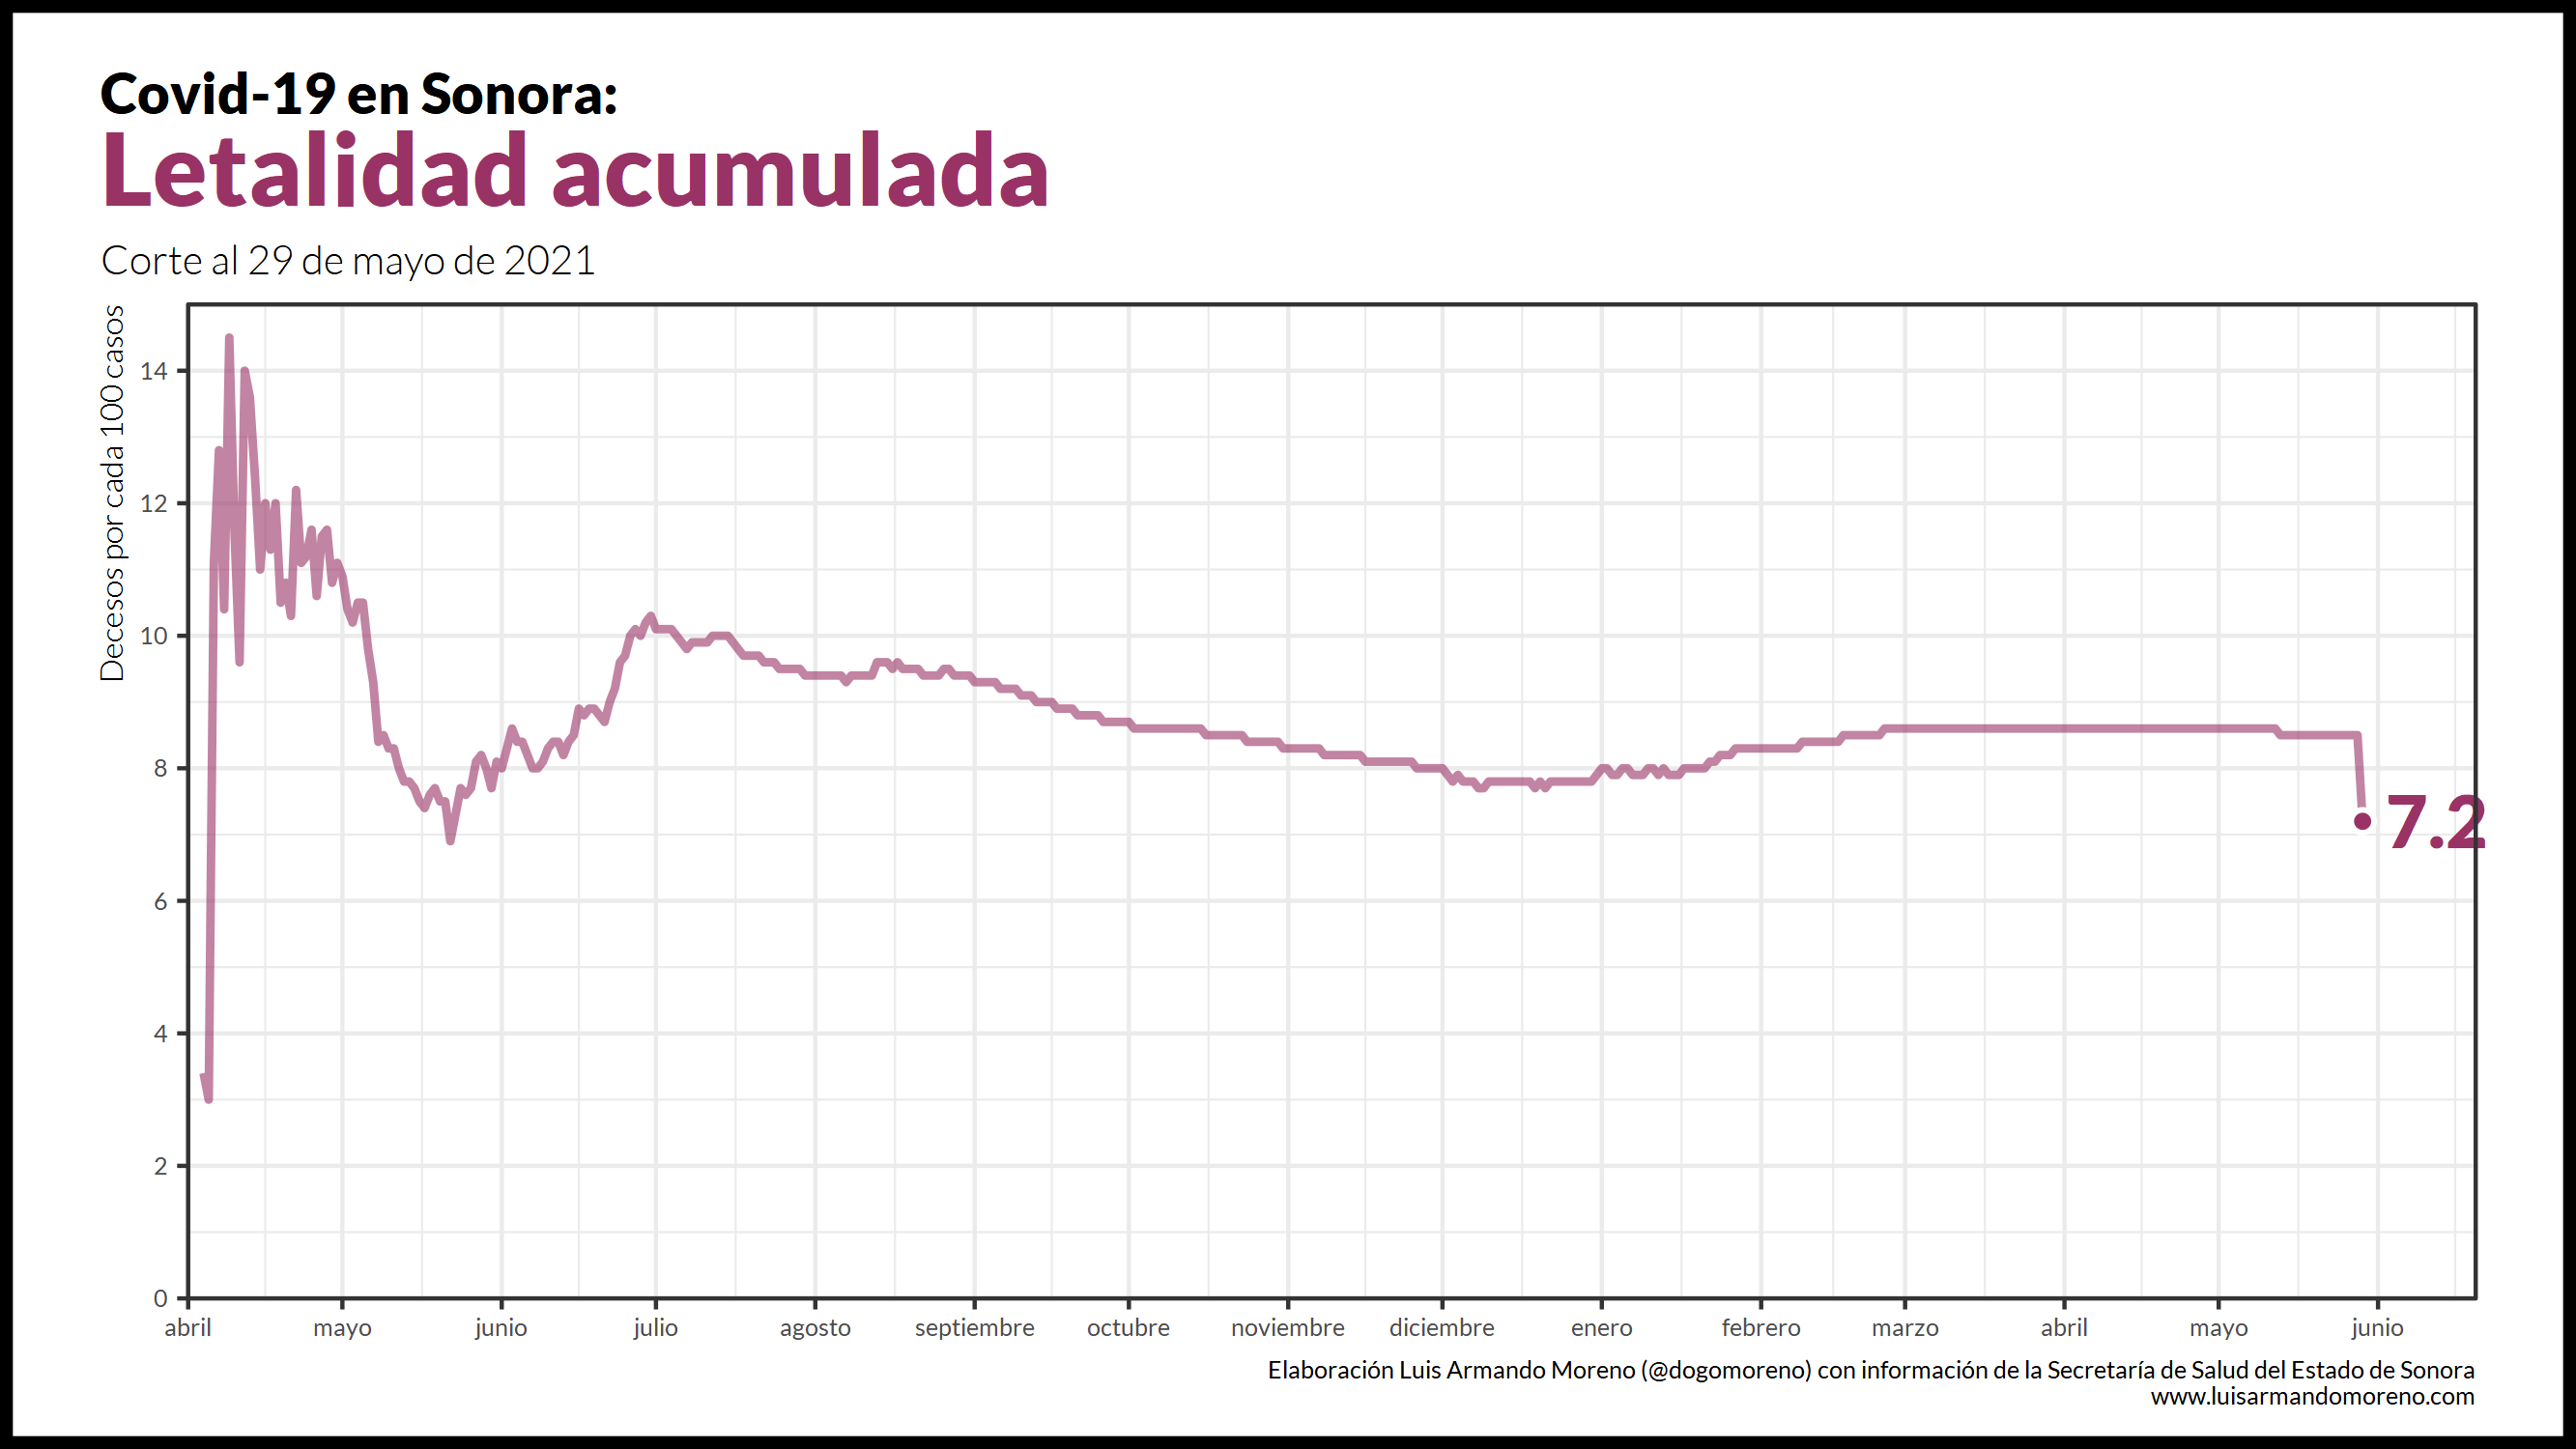 Covid-19 en Sonora:
Letalidad acumulada
Corte al 29 de mayo de 2021
Decesos por cada 100 casos
14
12
10
8
6
4
2
0
7.2
abril mayo junio julio agosto septiembre octubre noviembre diciembre enero febrero marzo abril mayo junio
Elaboración Luis Armando Moreno (@dogomoreno) con información de la Secretaría de Salud del Estado de Sonora
www.luisarmandomoreno.com